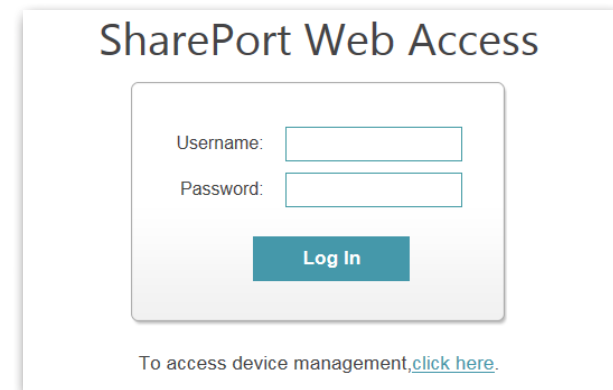 SharePort Web Access
Username:
Password:
Log In
To access device management,click here.